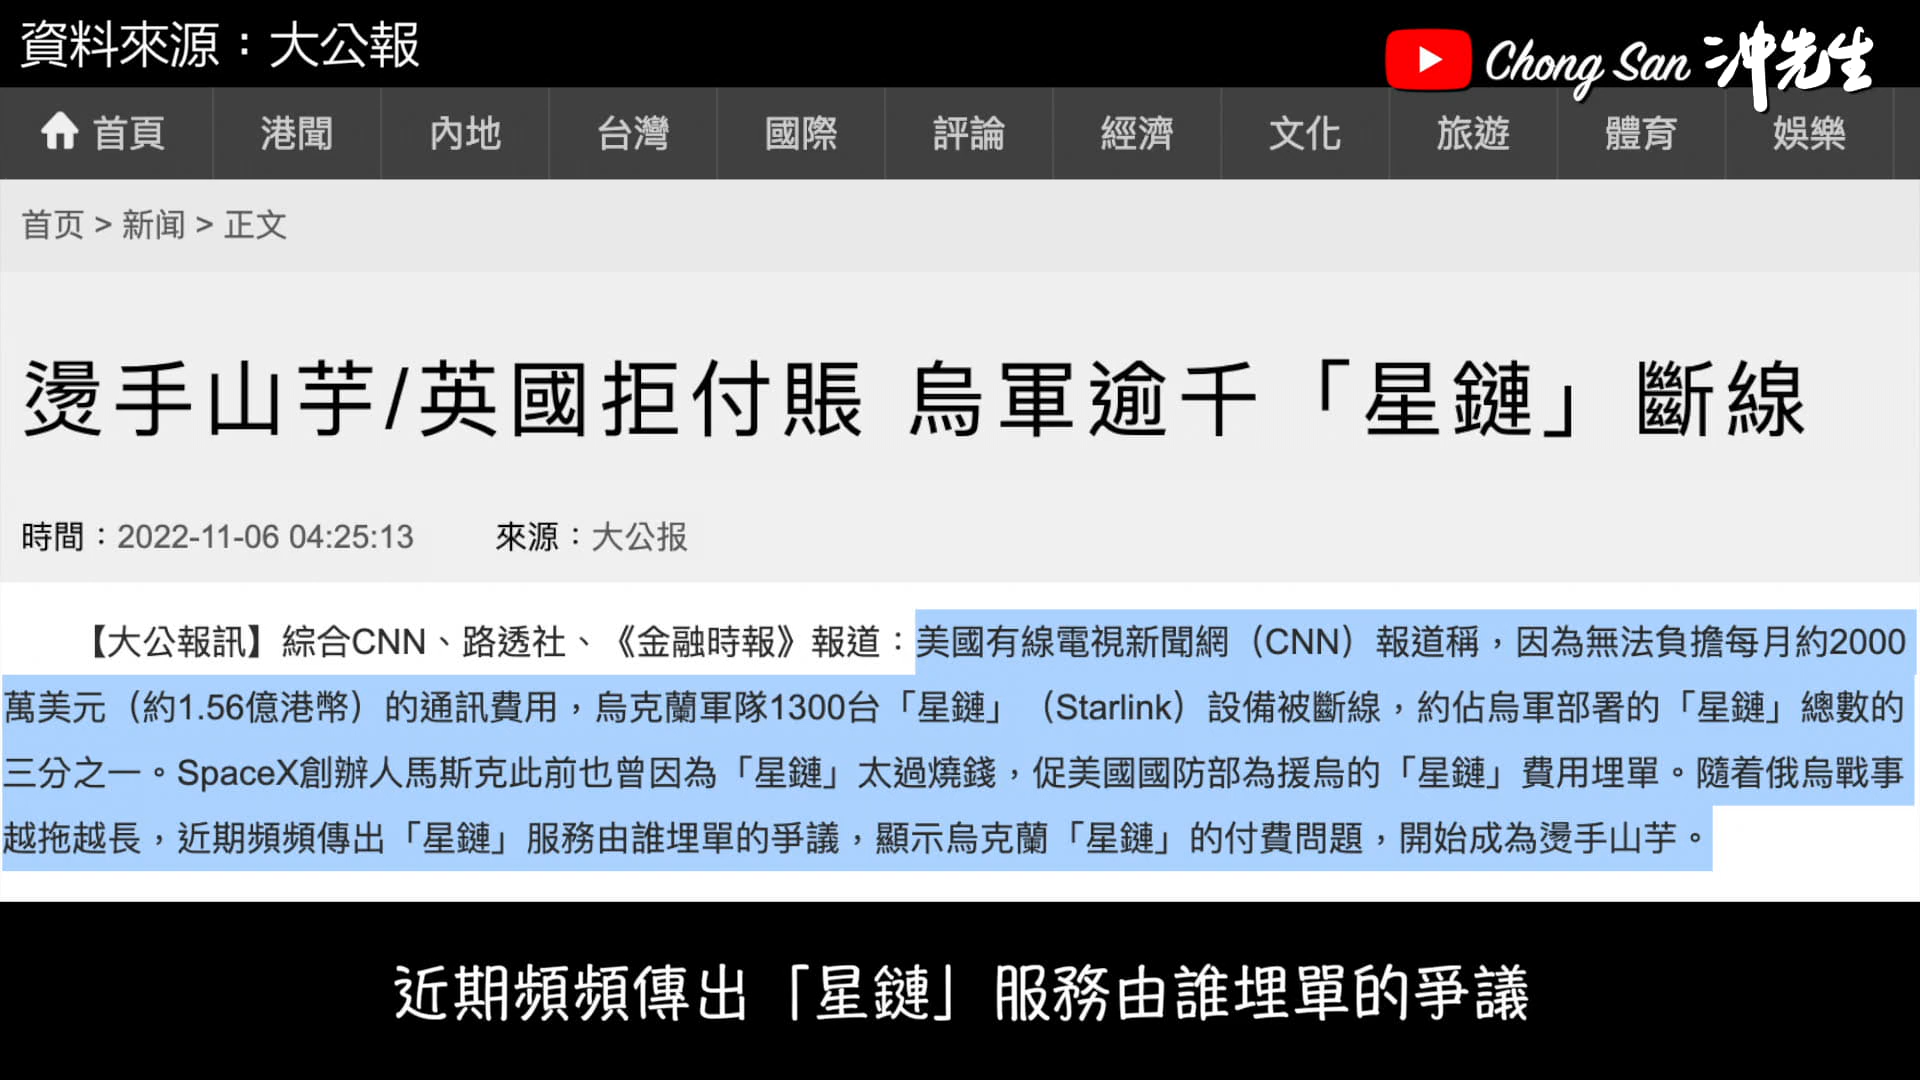 資料來源：大公報
Chong San 沖先生
首頁 港聞 內地 台灣 國際 評論 經濟 文化 旅遊 體育 娛樂
首页 > 新闻 > 正文
燙手山芋/英國拒付賬 烏軍逾千「星鏈」斷線
時間：2022-11-06 04:25:13 來源：大公报
【大公報訊】綜合CNN、路透社、《金融時報》報道：美國有線電視新聞網（CNN）報道稱，因為無法負擔每月約2000
萬美元（約1.56億港幣）的通訊費用，烏克蘭軍隊1300台「星鏈」（Starlink）設備被斷線，約佔烏軍部署的「星鏈」總數的
三分之一。SpaceX創辦人馬斯克此前也曾因為「星鏈」太過燒錢，促美國國防部為援烏的「星鏈」費用埋單。隨着俄烏戰事
越拖越長，近期頻頻傳出「星鏈」服務由誰埋單的爭議，顯示烏克蘭「星鏈」的付費問題，開始成為燙手山芋。
近期頻頻傳出「星鏈」服務由誰埋單的爭議